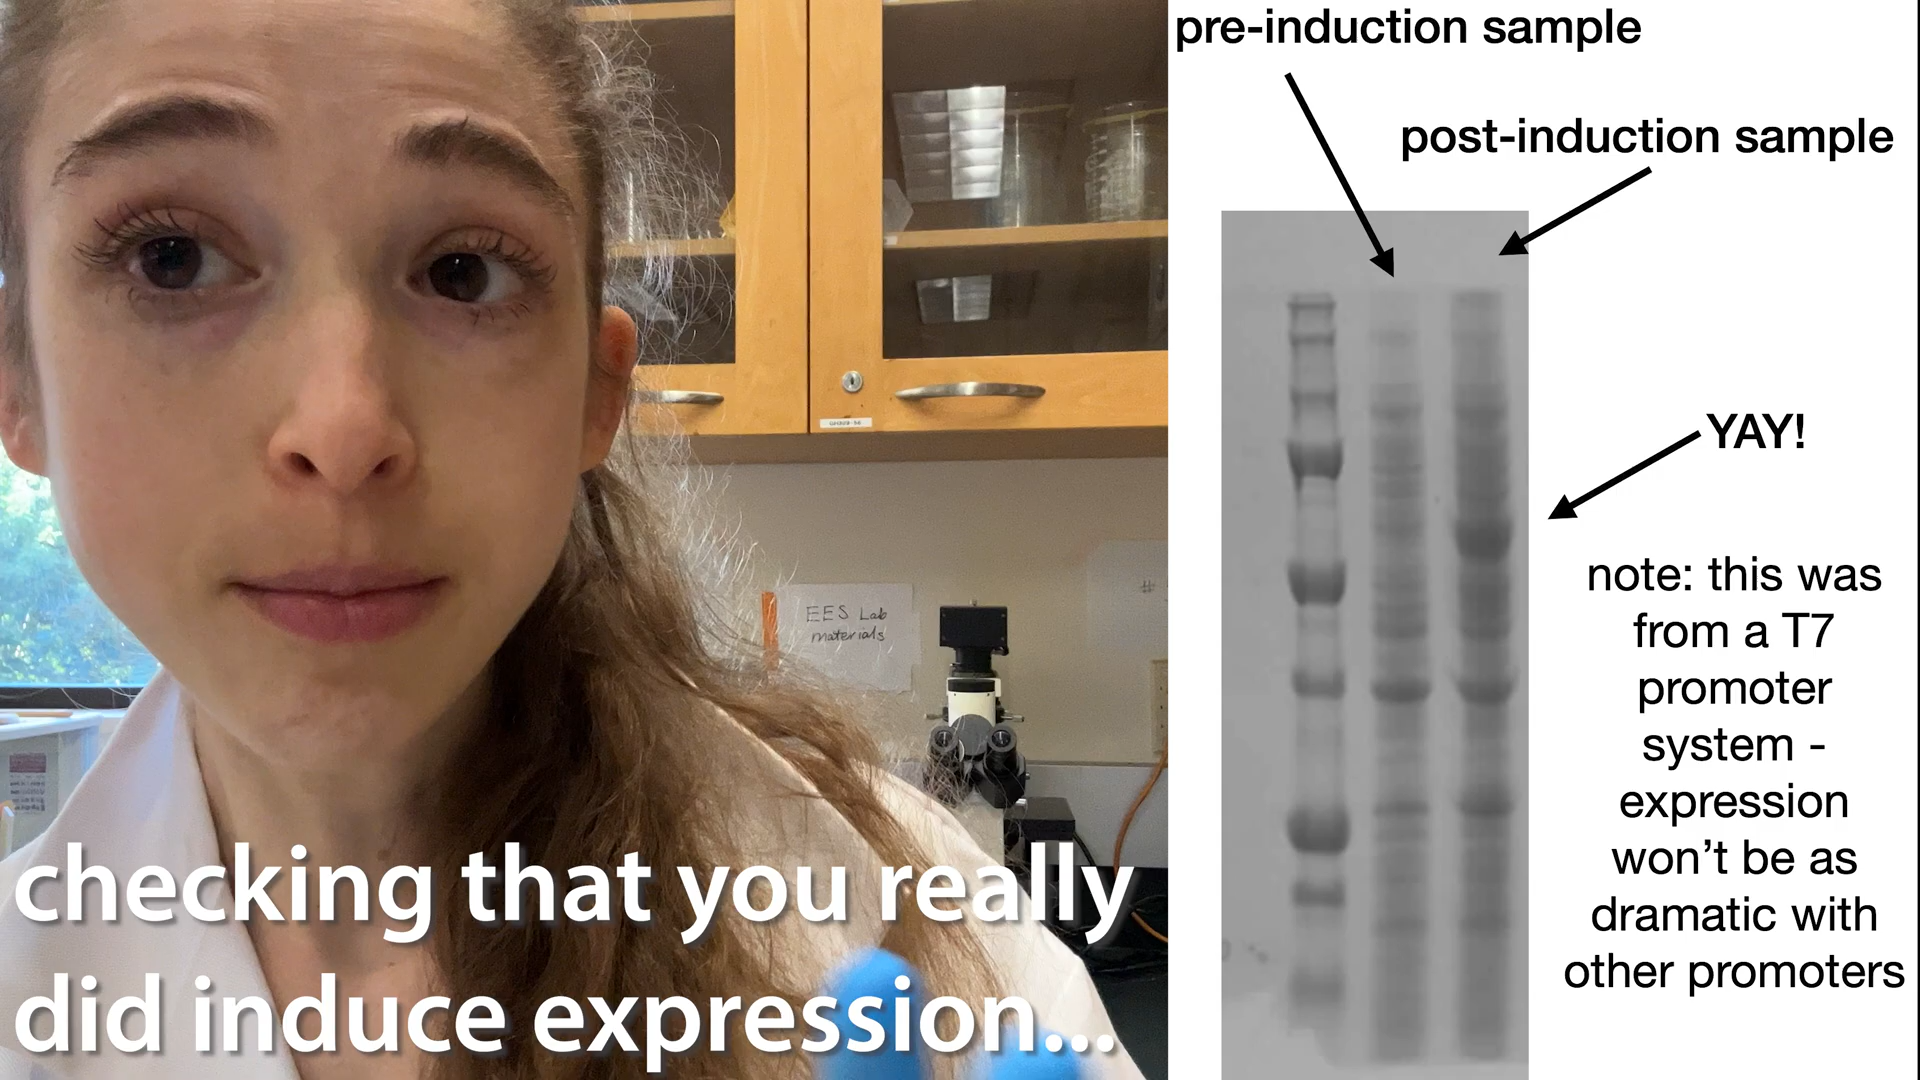 pre-induction sample
post-induction sample
YAY!
note: this was
from a T7
promoter
system -
expression
won't be as
dramatic with
other promoters
EES Lab
materials
#
checking that you really
did induce expression...